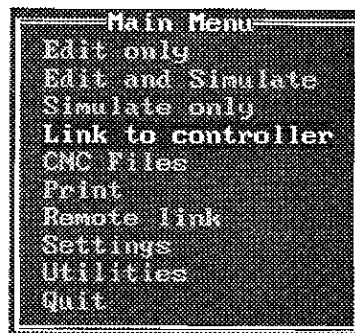 Main Menu
Edit only
Edit and Simulate
Simulate only
Link to controller
CNC Files
Print
Remote link
Settings
Utilities
Quit